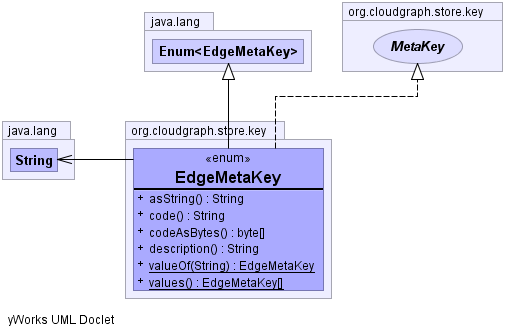 java.lang
Enum<EdgeMetaKey>
org.cloudgraph.store.key
MetaKey
java.lang
String
org.cloudgraph.store.key
«enum»
EdgeMetaKey
+ asString() : String
+ code() : String
+ codeAsBytes() : byte[]
+ description() : String
+ valueOf(String) : EdgeMetaKey
+ values() : EdgeMetaKey[]
yWorks UML Doclet